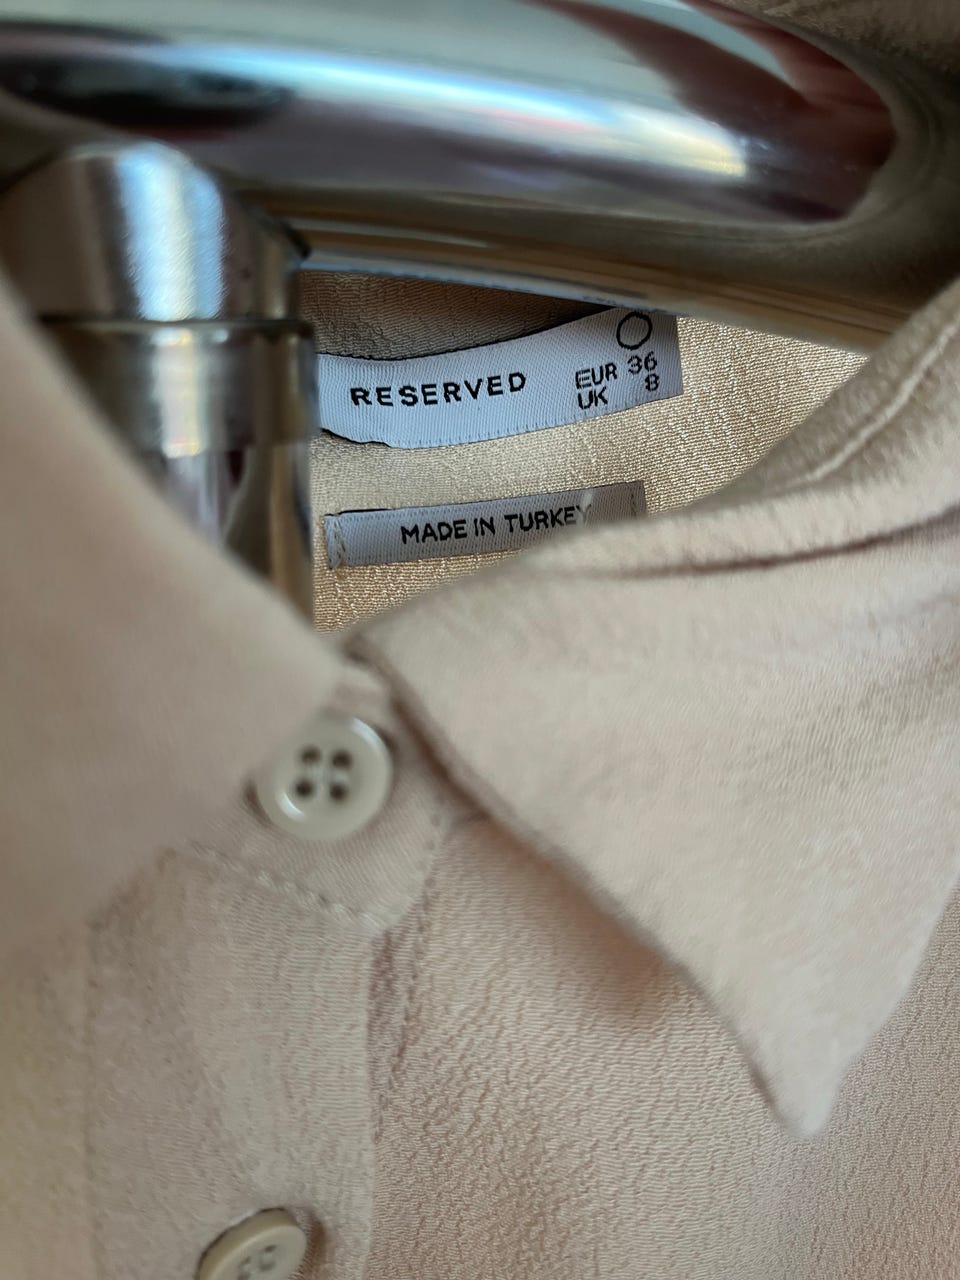 RESERVED
EUR 36
UK 8
MADE IN TURKEY